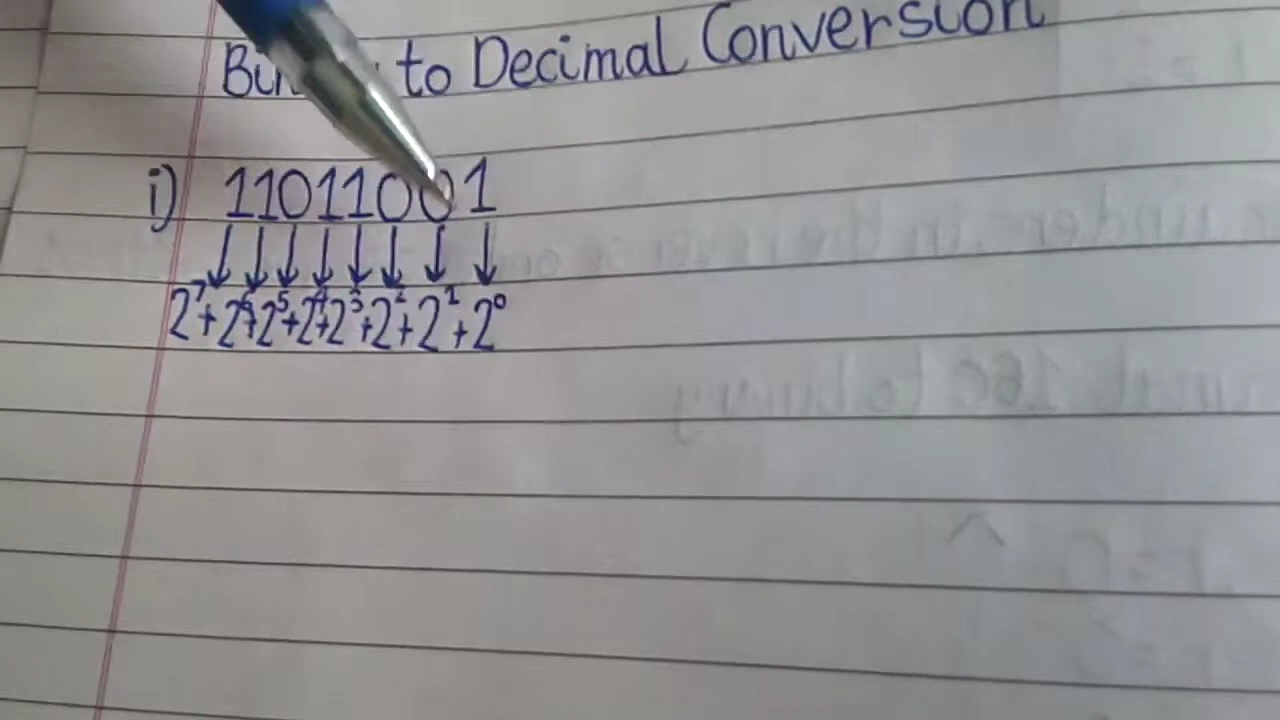 to Decimal Conversion
i) 11011001
2⁷+2⁶+2⁵+2⁴+2³+2²+2¹+2⁰